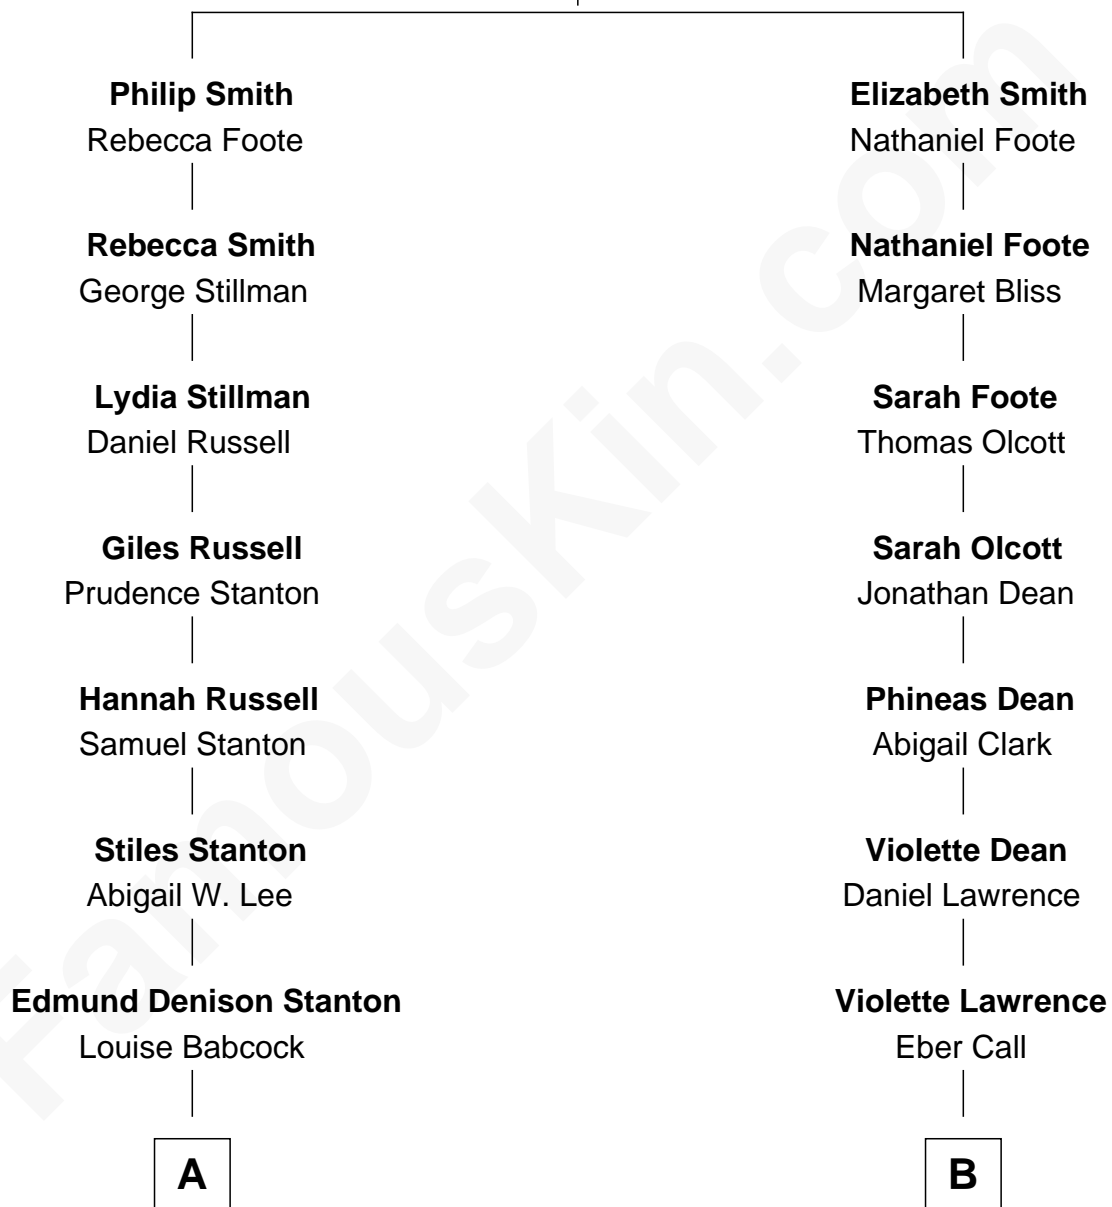 Philip Smith
Rebecca Foote
Rebecca Smith
George Stillman
Lydia Stillman
Daniel Russell
Giles Russell
Prudence Stanton
Hannah Russell
Samuel Stanton
Stiles Stanton
Abigail W. Lee
Edmund Denison Stanton
Louise Babcock
A
Elizabeth Smith
Nathaniel Foote
Nathaniel Foote
Margaret Bliss
Sarah Foote
Thomas Olcott
Sarah Olcott
Jonathan Dean
Phineas Dean
Abigail Clark
Violette Dean
Daniel Lawrence
Violette Lawrence
Eber Call
B
FamousKin.com